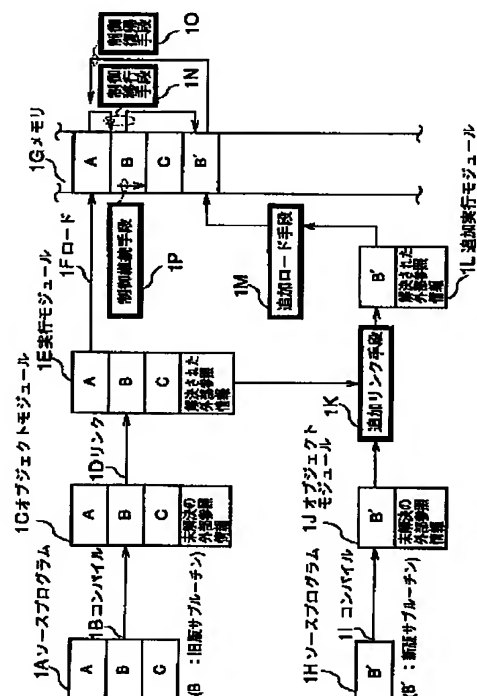 1Aソースプログラム
A
B
C
(B ：旧版サブルーチン)
1Bコンパイル
1Cオブジェクトモジュール
A
B
C
未解決の
外部参照
情報
1Dリンク
1E実行モジュール
A
B
C
解決された
外部参照
情報
1Fロード
1Gメモリ
A
B
C
B'
制御継続手段
1P
制御移行手段
1N
制御復帰手段
1O
1Hソースプログラム
B'
(B' ：新版サブルーチン)
1I コンパイル
1J オブジェクト
モジュール
B'
未解決の
外部参照
情報
追加リンク手段
1K
B'
解決された
外部参照
情報
1L 追加実行モジュール
追加ロード手段
1M